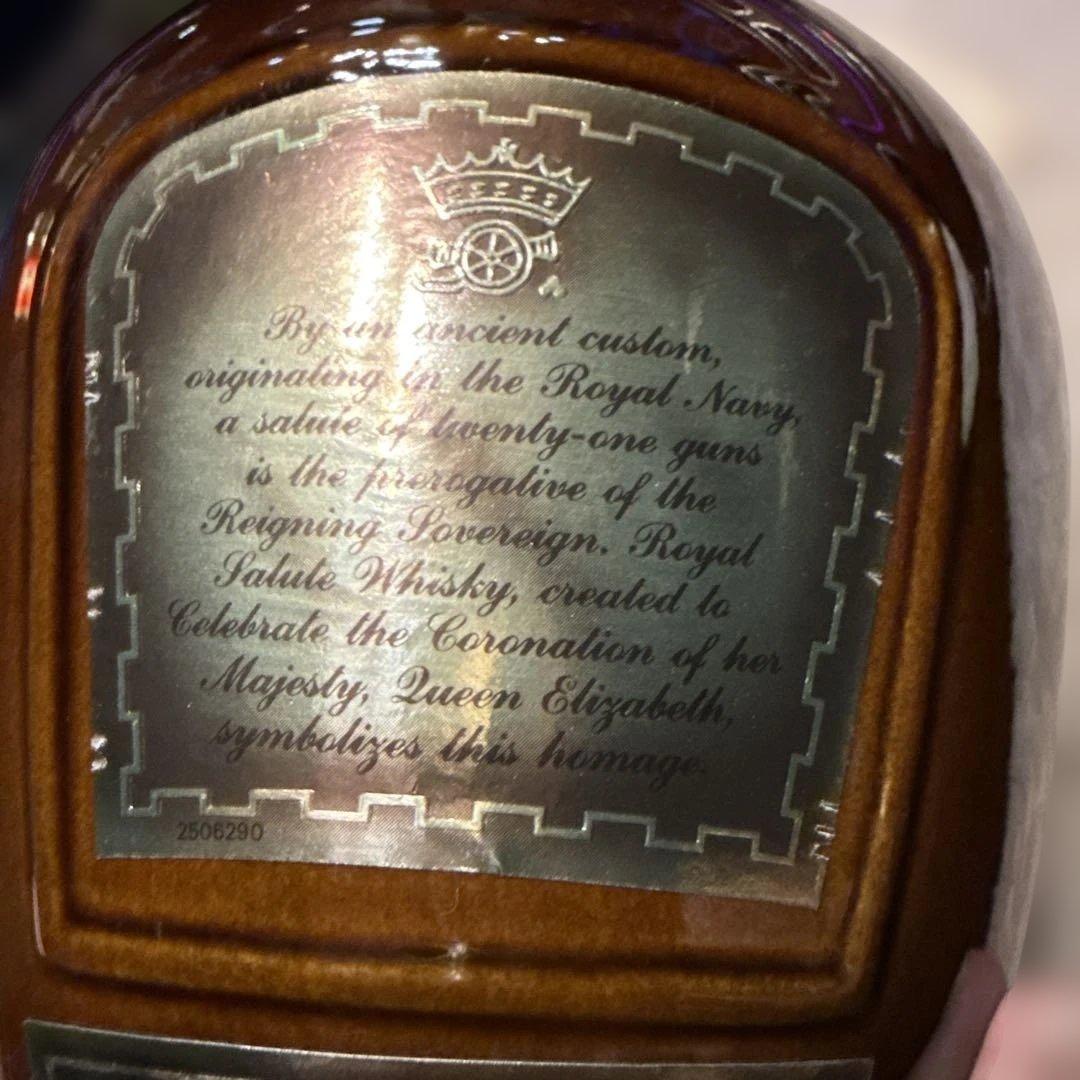 By an ancient custom,
originating in the Royal Navy,
a salute of twenty-one guns
is the prerogative of the
Reigning Sovereign. Royal
Salute Whisky, created to
Celebrate the Coronation of her
Majesty, Queen Elizabeth,
symbolizes this homage.
2506290